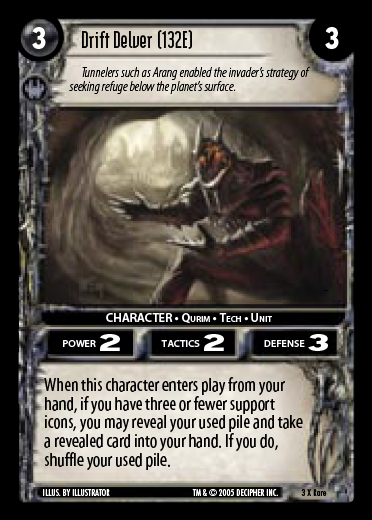 3 Drift Delver (132E) 3
Tunnelers such as Arang enabled the invader's strategy of
seeking refuge below the planet's surface.
CHARACTER • QURIM • TECH • UNIT
POWER 2 TACTICS 2 DEFENSE 3
When this character enters play from your
hand, if you have three or fewer support
icons, you may reveal your used pile and take
a revealed card into your hand. If you do,
shuffle your used pile.
ILLUS. BY ILLUSTRATOR TM & © 2005 DECIPHER INC. 3 X Rare